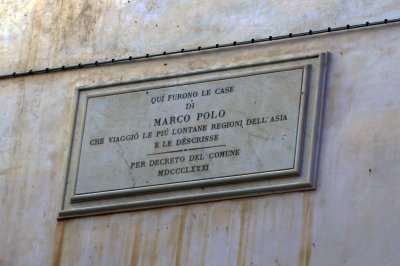 QUÌ FURONO LE CASE
DI
MARCO POLO
CHE VIAGGIÒ LE PIÙ LONTANE REGIONI DELL'ASIA
E LE DESCRISSE
PER DECRETO DEL COMUNE
MDCCCLXXXI